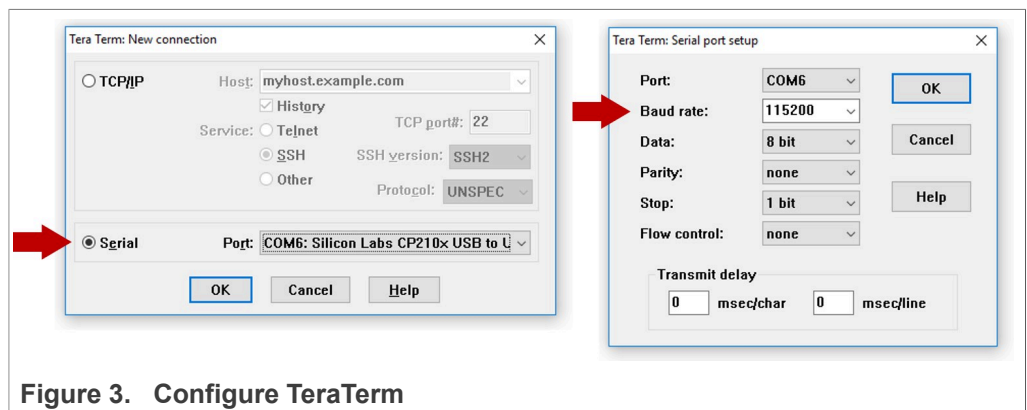 Tera Term: New connection
TCP/IP Host: myhost.example.com
History
Service: Telnet TCP port#: 22
SSH SSH version: SSH2
Other Protocol: UNSPEC
Serial Port: COM6: Silicon Labs CP210x USB to U
OK Cancel Help
Tera Term: Serial port setup
Port: COM6 OK
Baud rate: 115200
Data: 8 bit Cancel
Parity: none
Stop: 1 bit Help
Flow control: none
Transmit delay
0 msec/char 0 msec/line
Figure 3. Configure TeraTerm